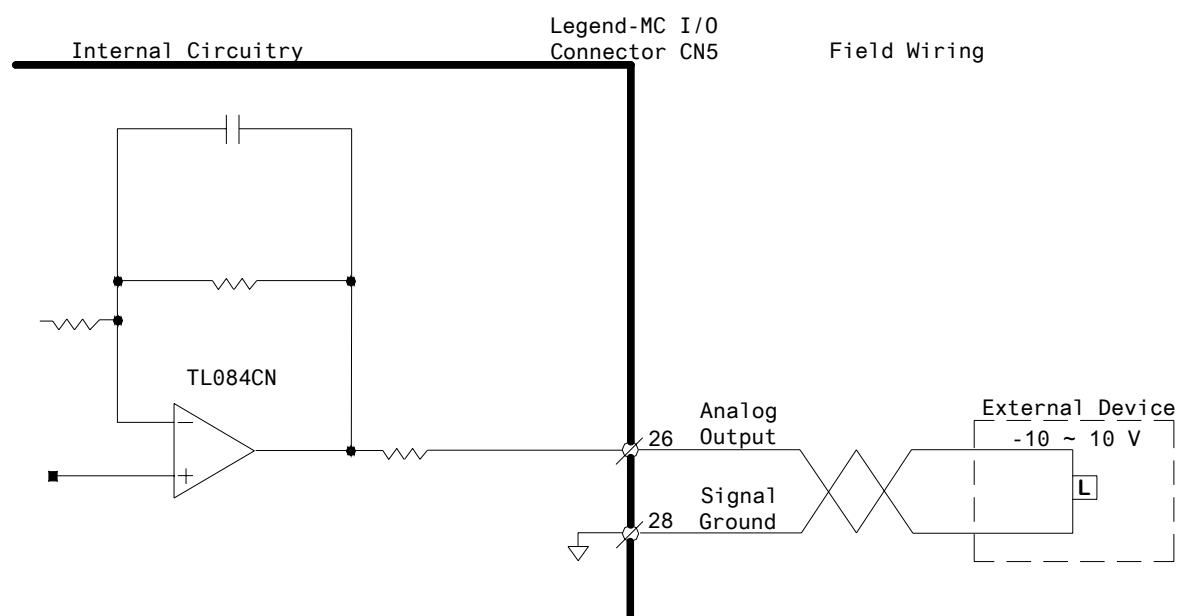 Legend-MC I/O
Internal Circuitry
Connector CN5
Field Wiring
TL084CN
−
+
26
Analog
Output
28
Signal
Ground
External Device
-10 ~ 10 V
L